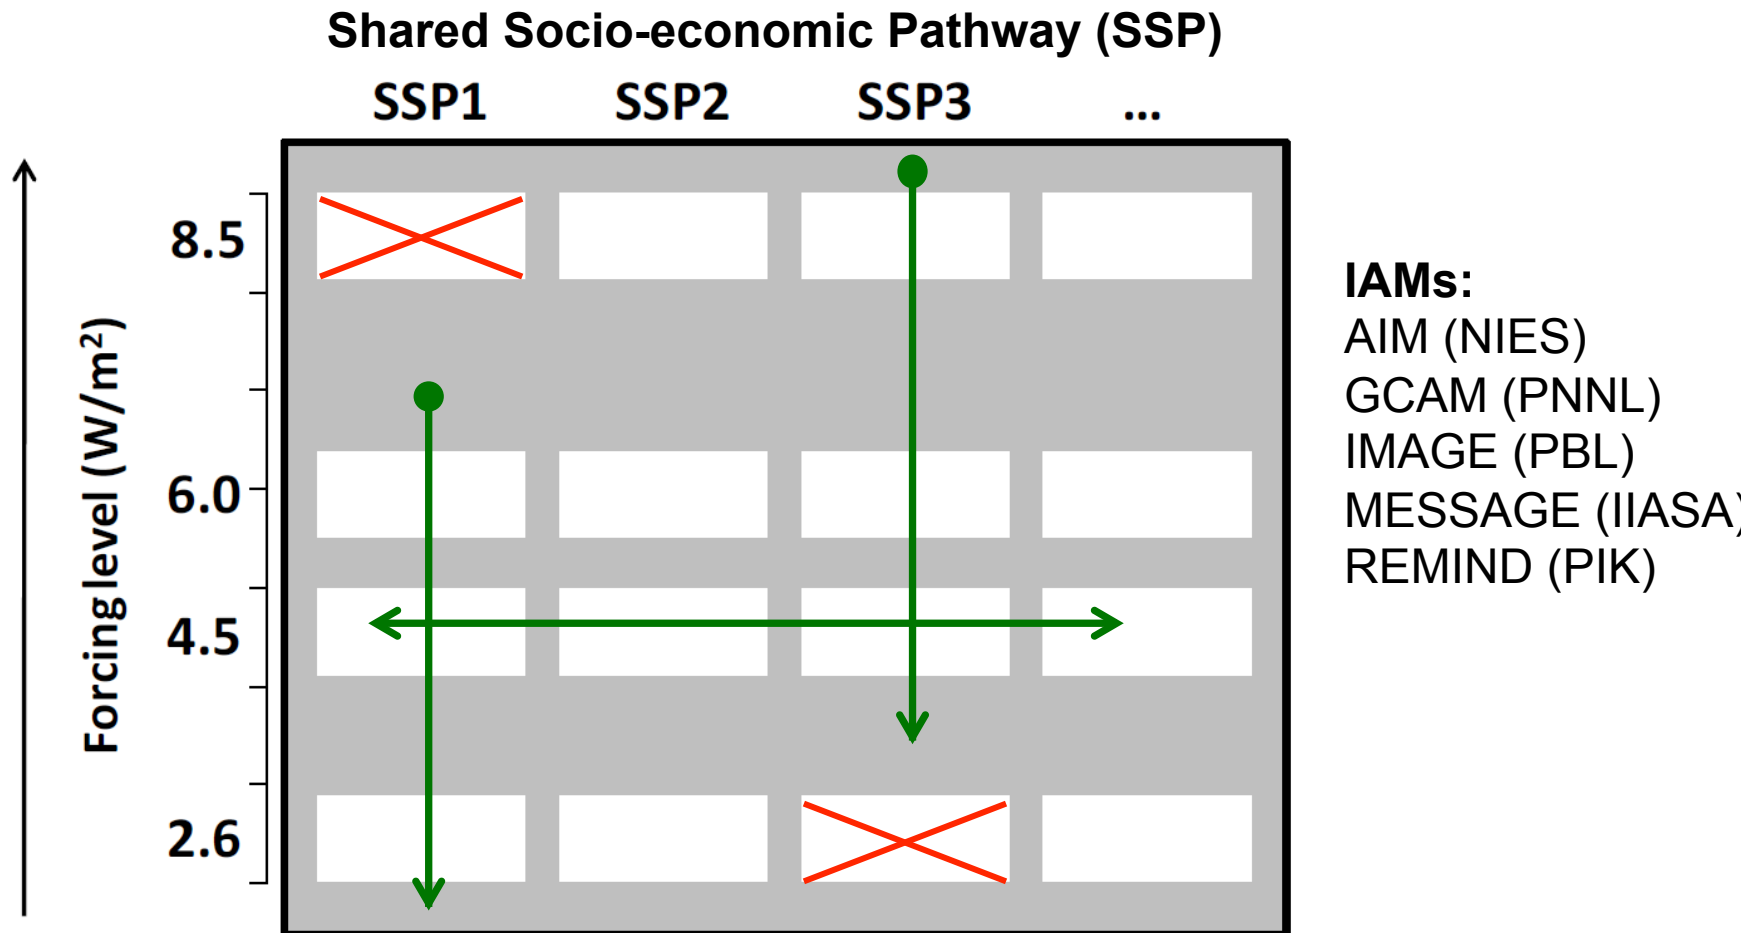 Shared Socio-economic Pathway (SSP)
SSP1 SSP2 SSP3 ...
Forcing level (W/m²)
8.5
6.0
4.5
2.6
IAMs:
AIM (NIES)
GCAM (PNNL)
IMAGE (PBL)
MESSAGE (IIASA)
REMIND (PIK)